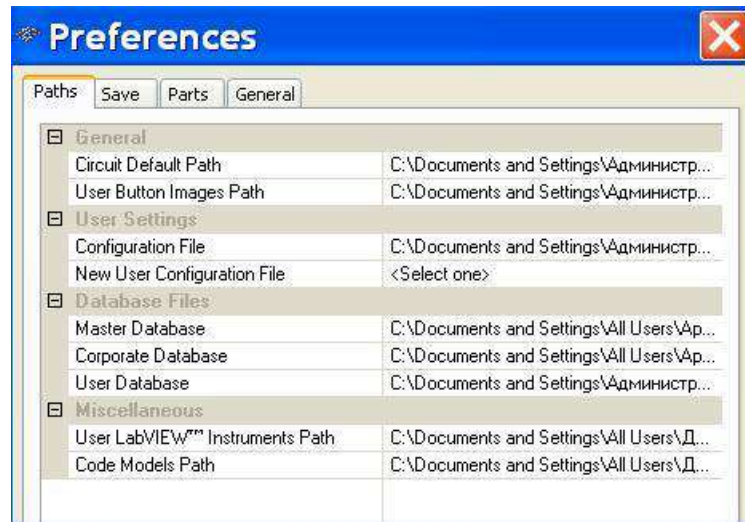 Preferences
Paths Save Parts General
General
Circuit Default Path C:\Documents and Settings\Администр...
User Button Images Path C:\Documents and Settings\Администр...
User Settings
Configuration File C:\Documents and Settings\Администр...
New User Configuration File <Select one>
Database Files
Master Database C:\Documents and Settings\All Users\Ap...
Corporate Database C:\Documents and Settings\All Users\Ap...
User Database C:\Documents and Settings\Администр...
Miscellaneous
User LabVIEW™ Instruments Path C:\Documents and Settings\All Users\Д...
Code Models Path C:\Documents and Settings\All Users\Д...